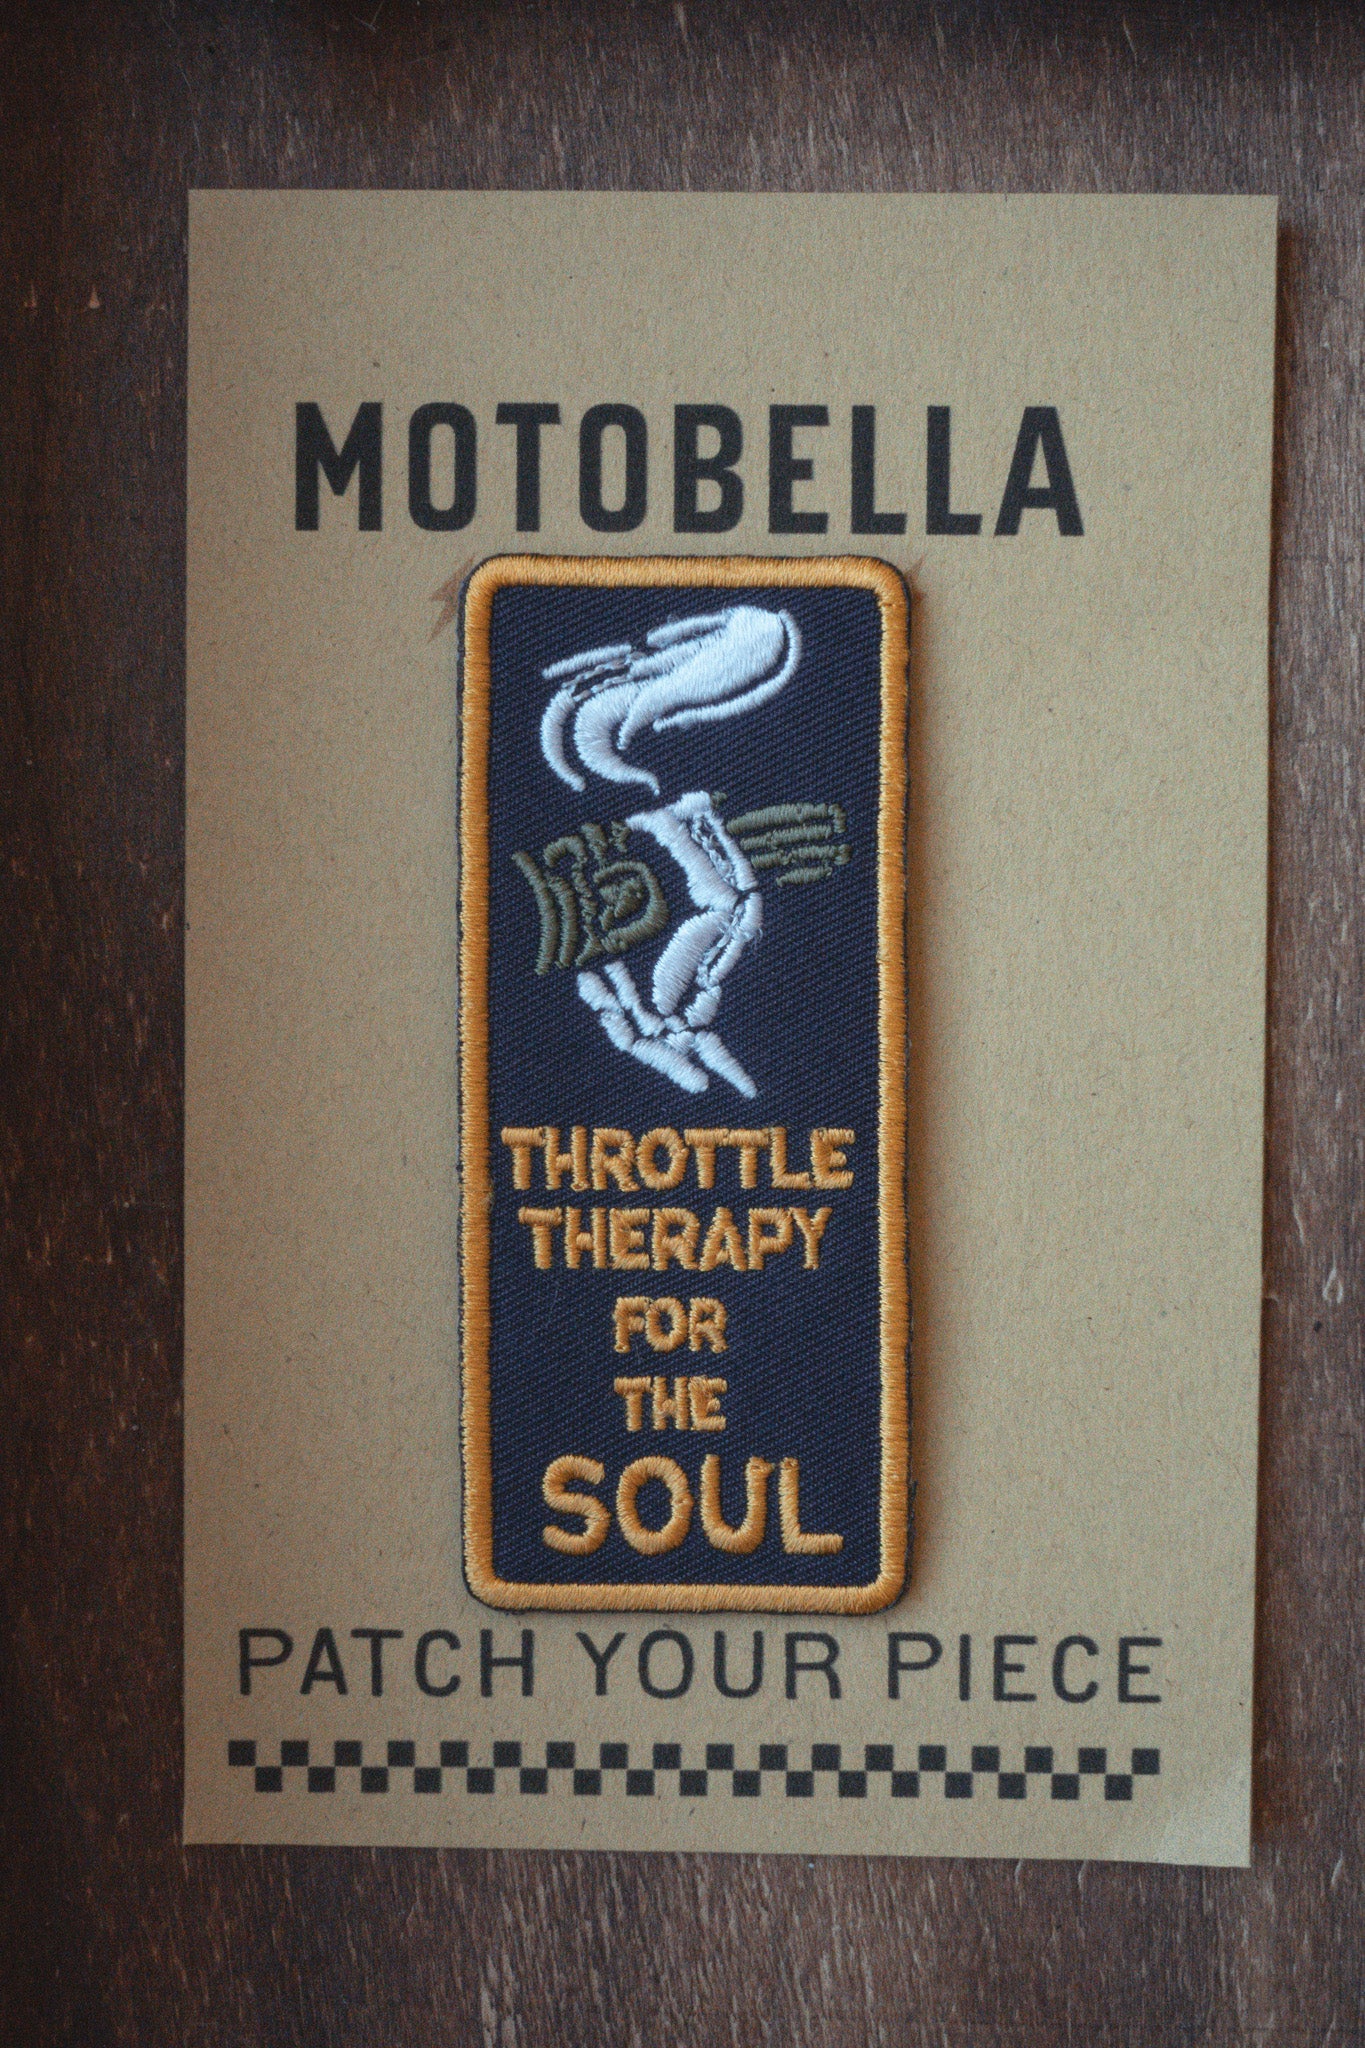 MOTOBELLA
THROTTLE
THERAPY
FOR
THE
SOUL
PATCH YOUR PIECE